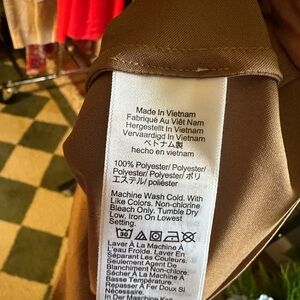 Made In Vietnam
Fabriqué Au Viêt Nam
Hergestellt In Vietnam
Vervaardigd In Vietnam
ベトナム製
hecho en vietnam
100% Polyester/ Polyester/
Polyester/ Polyester/ ポリ
エステル/ poliéster
Machine Wash Cold. With
Like Colors. Non-chlorine
Bleach Only. Tumble Dry
Low, Iron On Lowest
Setting.
Laver À La Machine À
L'eau Froide. Laver En
Séparant Les Couleurs.
Seulement Agent De
Blanchiment Non-chlore.
Sécher À Machine À
Basse Temp.
Repasser À Fer Doux Si
Nécessaire.
In Der Maschine